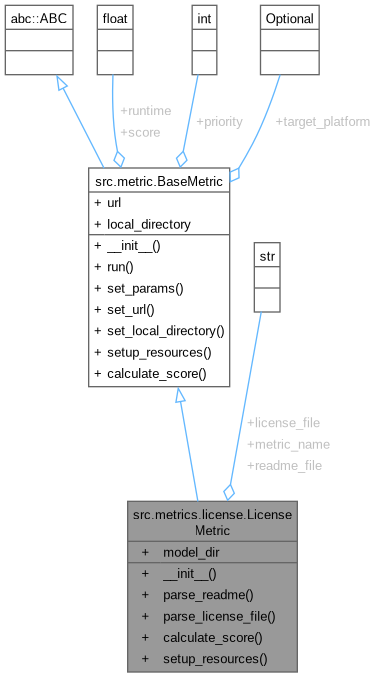 abc::ABC
float
int
Optional
+runtime
+score
+priority
+target_platform
src.metric.BaseMetric
+ url
+ local_directory
+ __init__()
+ run()
+ set_params()
+ set_url()
+ set_local_directory()
+ setup_resources()
+ calculate_score()
str
+license_file
+metric_name
+readme_file
src.metrics.license.License
Metric
+ model_dir
+ __init__()
+ parse_readme()
+ parse_license_file()
+ calculate_score()
+ setup_resources()